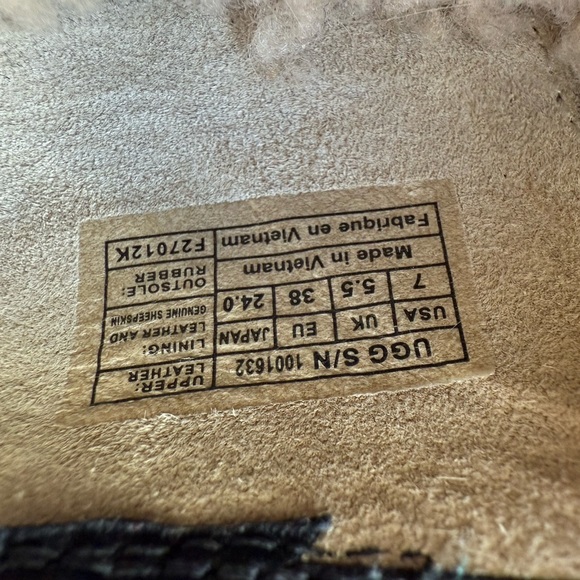 UGG S/N 1001632
USA UK EU JAPAN
7 5.5 38 24.0
Made in Vietnam
Fabriqué en Vietnam
UPPER:
LEATHER
LINING:
LEATHER AND
GENUINE SHEEPSKIN
OUTSOLE:
RUBBER
F27012K